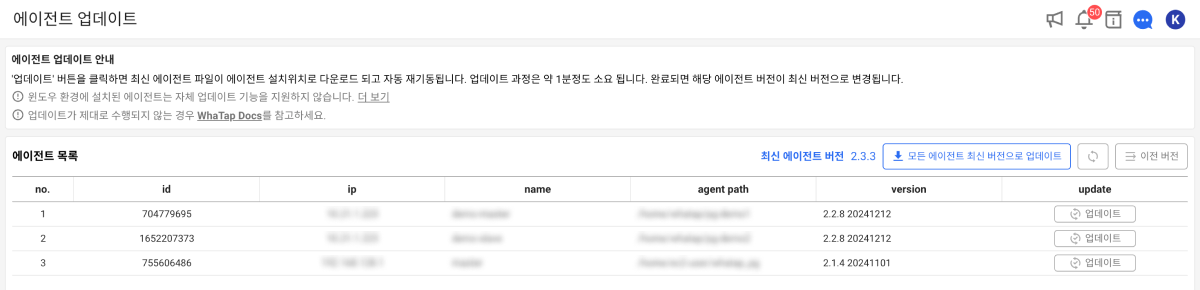 에이전트 업데이트
50
K
에이전트 업데이트 안내
'업데이트' 버튼을 클릭하면 최신 에이전트 파일이 에이전트 설치위치로 다운로드 되고 자동 재기동됩니다. 업데이트 과정은 약 1분정도 소요 됩니다. 완료되면 해당 에이전트 버전이 최신 버전으로 변경됩니다.
윈도우 환경에 설치된 에이전트는 자체 업데이트 기능을 지원하지 않습니다. 더 보기
업데이트가 제대로 수행되지 않는 경우 WhaTap Docs를 참고하세요.
에이전트 목록 최신 에이전트 버전 2.3.3 모든 에이전트 최신 버전으로 업데이트 이전 버전
no. id ip name agent path version update
1 704779695 2.2.8 20241212 업데이트
2 1652207373 2.2.8 20241212 업데이트
3 755606486 2.1.4 20241101 업데이트